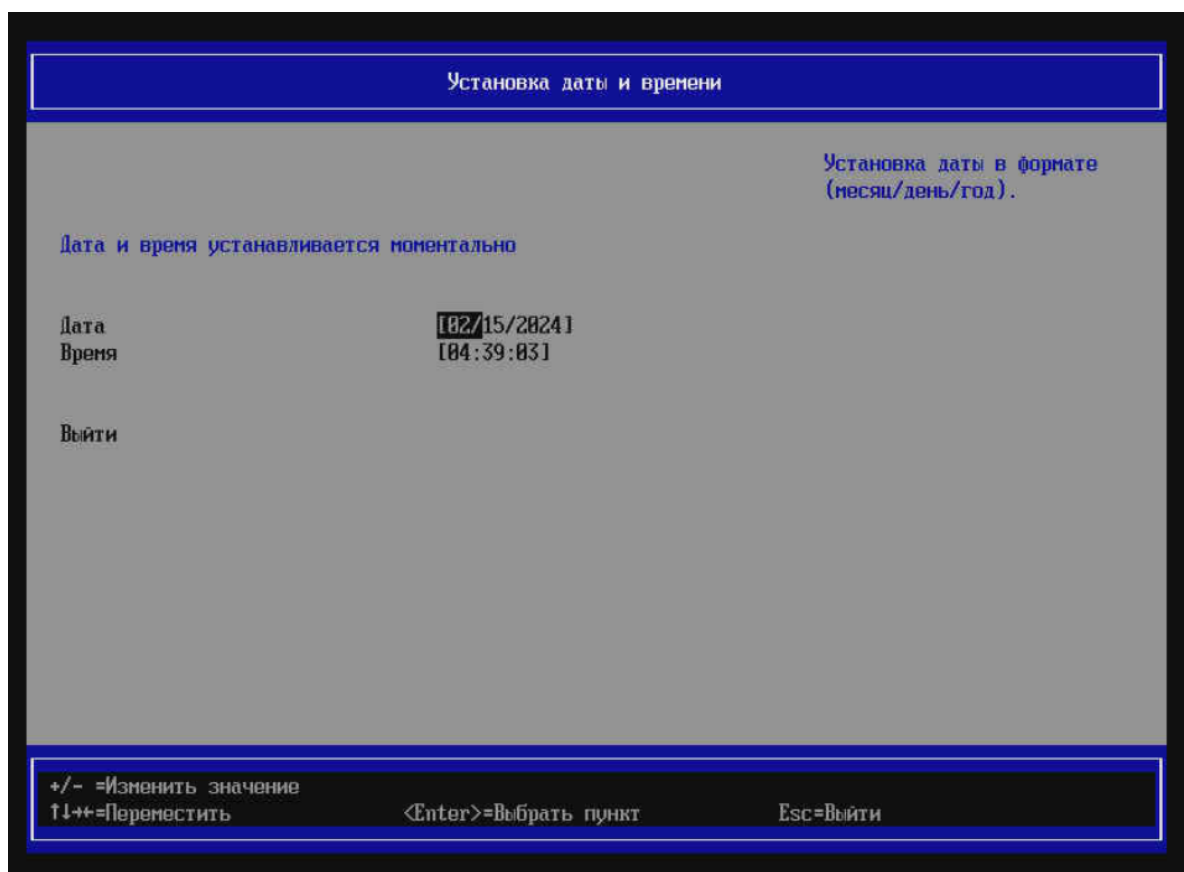 Установка даты и времени
Установка даты в формате
(месяц/день/год).
Дата и время устанавливается моментально
Дата [02/15/2024]
Время [04:39:03]
Выйти
+/- =Изменить значение
↑↓→←=Переместить <Enter>=Выбрать пункт Esc=Выйти